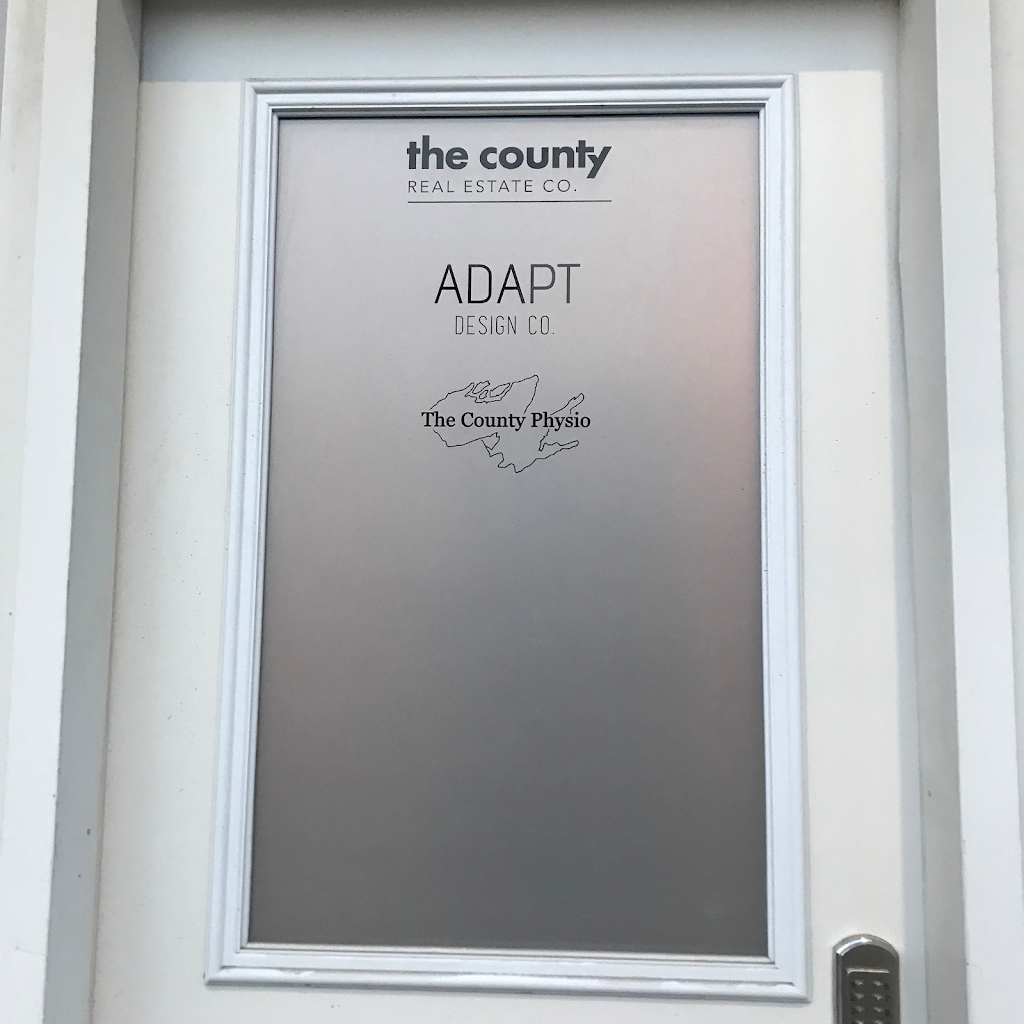 the county
REAL ESTATE CO.
ADAPT
DESIGN CO.
The County Physio